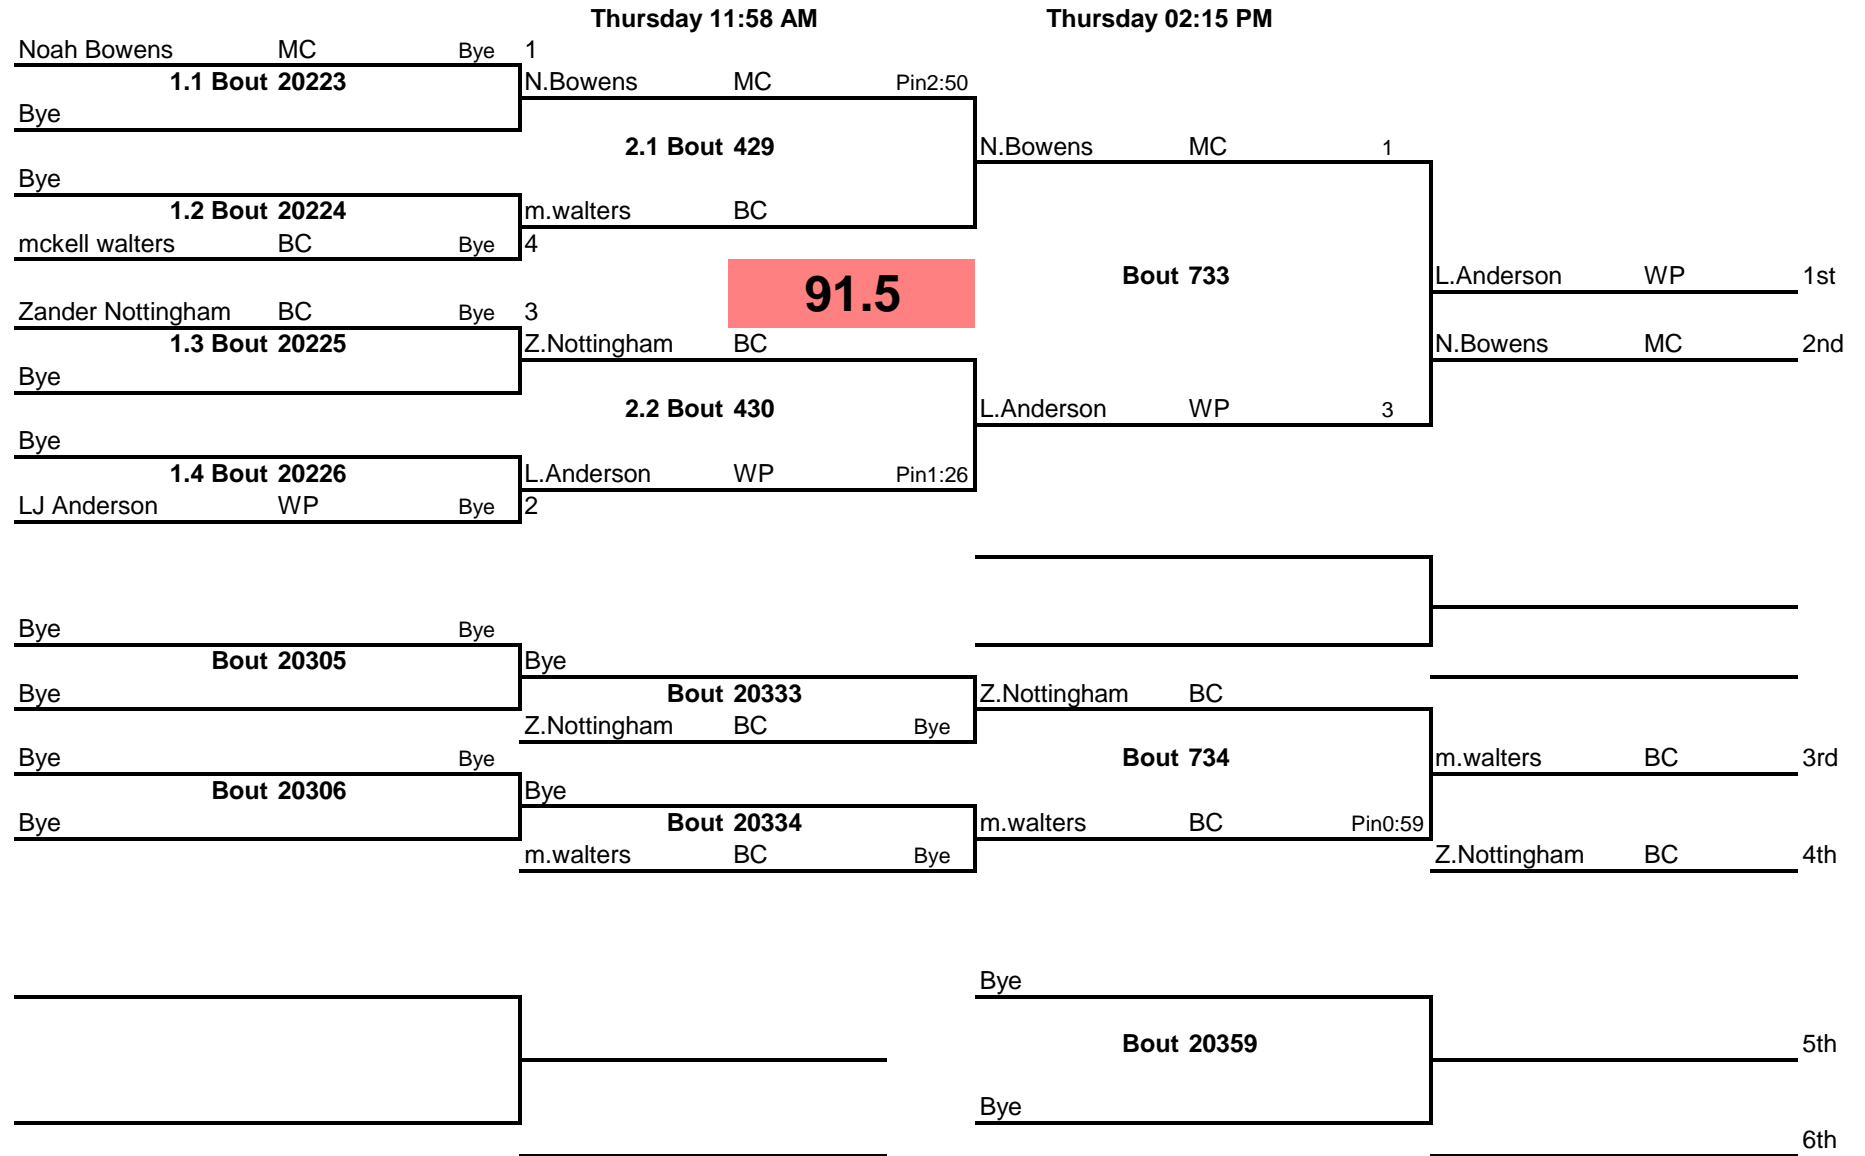 Thursday 11:58 AM Thursday 02:15 PM
Noah Bowens MC Bye 1
1.1 Bout 20223 N.Bowens MC Pin2:50
Bye
2.1 Bout 429 N.Bowens MC 1
Bye
1.2 Bout 20224 m.walters BC
mckell walters BC Bye 4
91.5 Bout 733 L.Anderson WP 1st
Zander Nottingham BC Bye 3
1.3 Bout 20225 Z.Nottingham BC N.Bowens MC 2nd
Bye
2.2 Bout 430 L.Anderson WP 3
Bye
1.4 Bout 20226 L.Anderson WP Pin1:26
LJ Anderson WP Bye 2
Bye Bye
Bout 20305 Bye
Bye Bout 20333 Z.Nottingham BC
Z.Nottingham BC Bye
Bye Bye Bout 734 m.walters BC 3rd
Bout 20306 Bye
Bye Bout 20334 m.walters BC Pin0:59
m.walters BC Bye Z.Nottingham BC 4th
Bye
Bout 20359 5th
Bye
6th